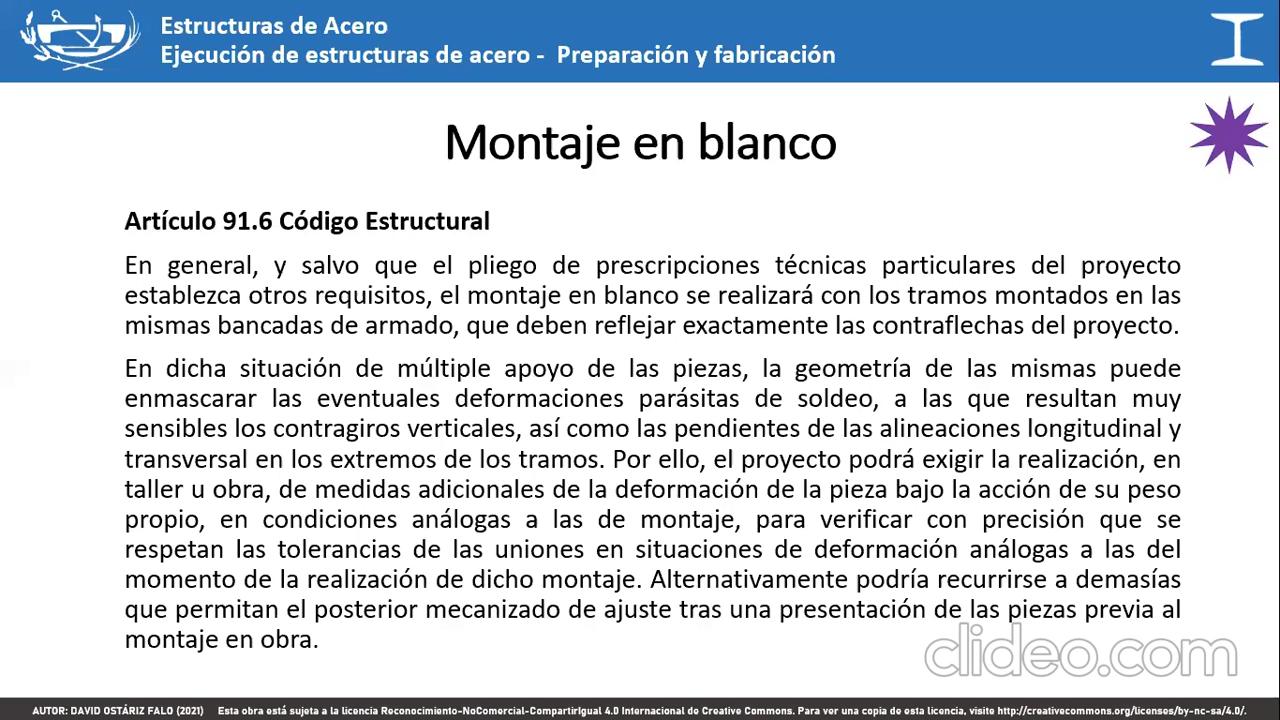 Estructuras de Acero
Ejecución de estructuras de acero - Preparación y fabricación
Montaje en blanco
Artículo 91.6 Código Estructural
En general, y salvo que el pliego de prescripciones técnicas particulares del proyecto
establezca otros requisitos, el montaje en blanco se realizará con los tramos montados en las
mismas bancadas de armado, que deben reflejar exactamente las contraflechas del proyecto.
En dicha situación de múltiple apoyo de las piezas, la geometría de las mismas puede
enmascarar las eventuales deformaciones parásitas de soldeo, a las que resultan muy
sensibles los contragiros verticales, así como las pendientes de las alineaciones longitudinal y
transversal en los extremos de los tramos. Por ello, el proyecto podrá exigir la realización, en
taller u obra, de medidas adicionales de la deformación de la pieza bajo la acción de su peso
propio, en condiciones análogas a las de montaje, para verificar con precisión que se
respetan las tolerancias de las uniones en situaciones de deformación análogas a las del
momento de la realización de dicho montaje. Alternativamente podría recurrirse a demasías
que permitan el posterior mecanizado de ajuste tras una presentación de las piezas previa al
montaje en obra.
clideo.com
AUTOR: DAVID OSTÁRIZ FALO (2021) Esta obra está sujeta a la licencia Reconocimiento-NoComercial-CompartirIgual 4.0 Internacional de Creative Commons. Para ver una copia de esta licencia, visite http://creativecommons.org/licenses/by-nc-sa/4.0/.